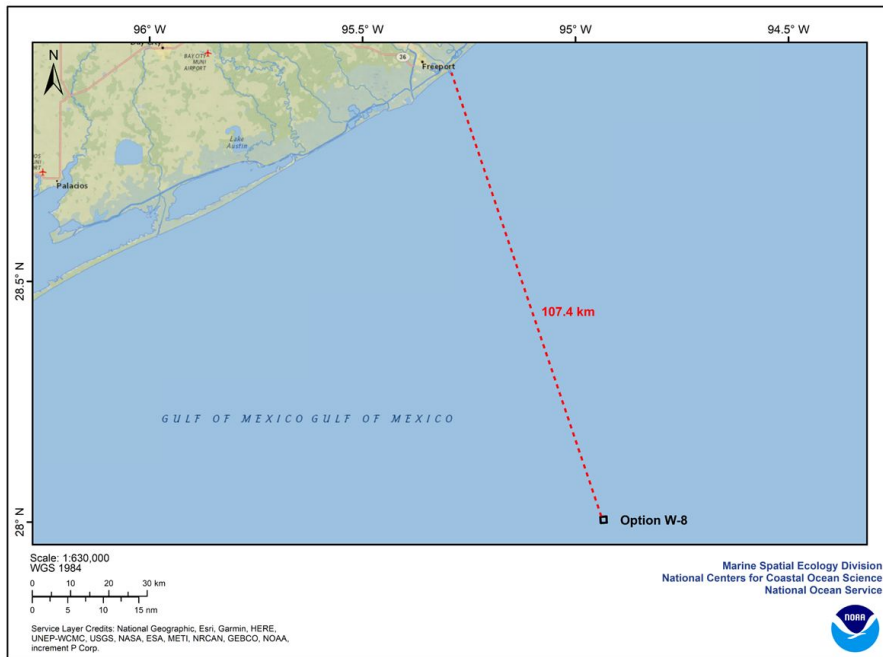 96° W
95.5° W
95° W
94.5° W
N
Bay City
BAY CITY
MUNI
AIRPORT
26
Freeport
Lake
Austin
MUNI
Palacios
28.5° N
107.4 km
GULF OF MEXICO GULF OF MEXICO
28° N
Option W-8
Scale: 1:630,000
WGS 1984
0 10 20 30 km
0 5 10 15 nm
Service Layer Credits: National Geographic, Esri, Garmin, HERE,
UNEP-WCMC, USGS, NASA, ESA, METI, NRCAN, GEBCO, NOAA,
increment P Corp.
Marine Spatial Ecology Division
National Centers for Coastal Ocean Science
National Ocean Service
NOAA